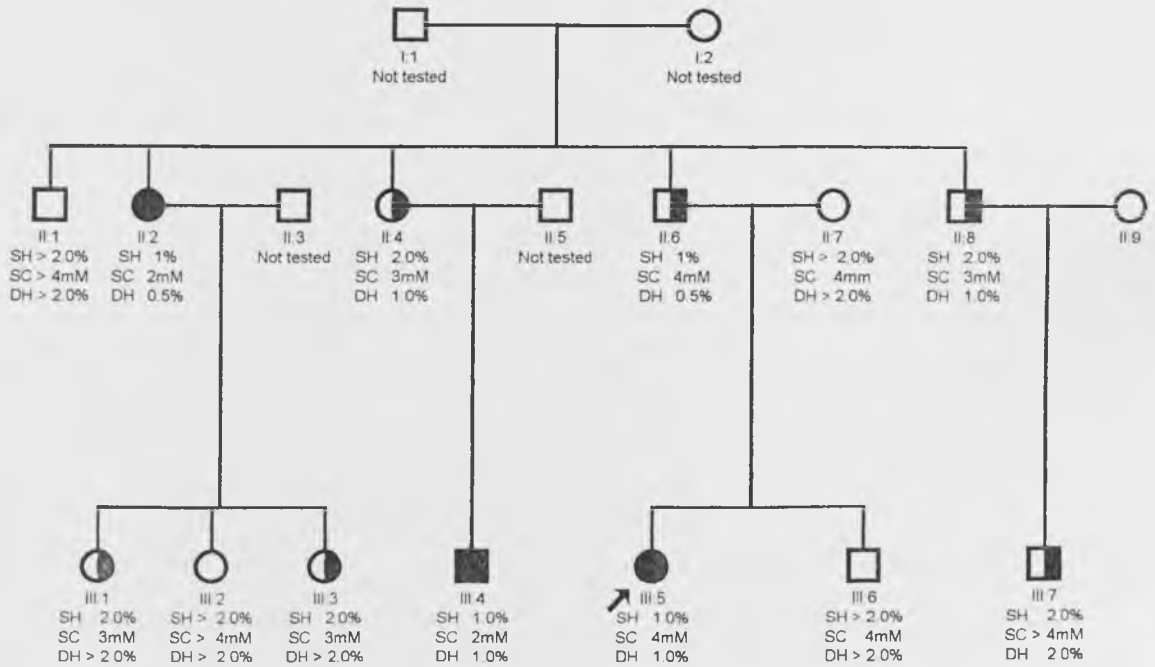 I:1
Not tested
I:2
Not tested
II:1
SH > 2.0%
SC > 4mM
DH > 2.0%
II:2
SH 1%
SC 2mM
DH 0.5%
II:3
Not tested
II:4
SH 2.0%
SC 3mM
DH 1.0%
II:5
Not tested
II:6
SH 1%
SC 4mM
DH 0.5%
II:7
SH > 2.0%
SC 4mm
DH > 2.0%
II:8
SH 2.0%
SC 3mM
DH 1.0%
II:9
III:1
SH 2.0%
SC 3mM
DH > 2.0%
III:2
SH > 2.0%
SC > 4mM
DH > 2.0%
III:3
SH 2.0%
SC 3mM
DH > 2.0%
III:4
SH 1.0%
SC 2mM
DH 1.0%
III:5
SH 1.0%
SC 4mM
DH 1.0%
III:6
SH > 2.0%
SC 4mM
DH > 2.0%
III:7
SH 2.0%
SC > 4mM
DH 2.0%